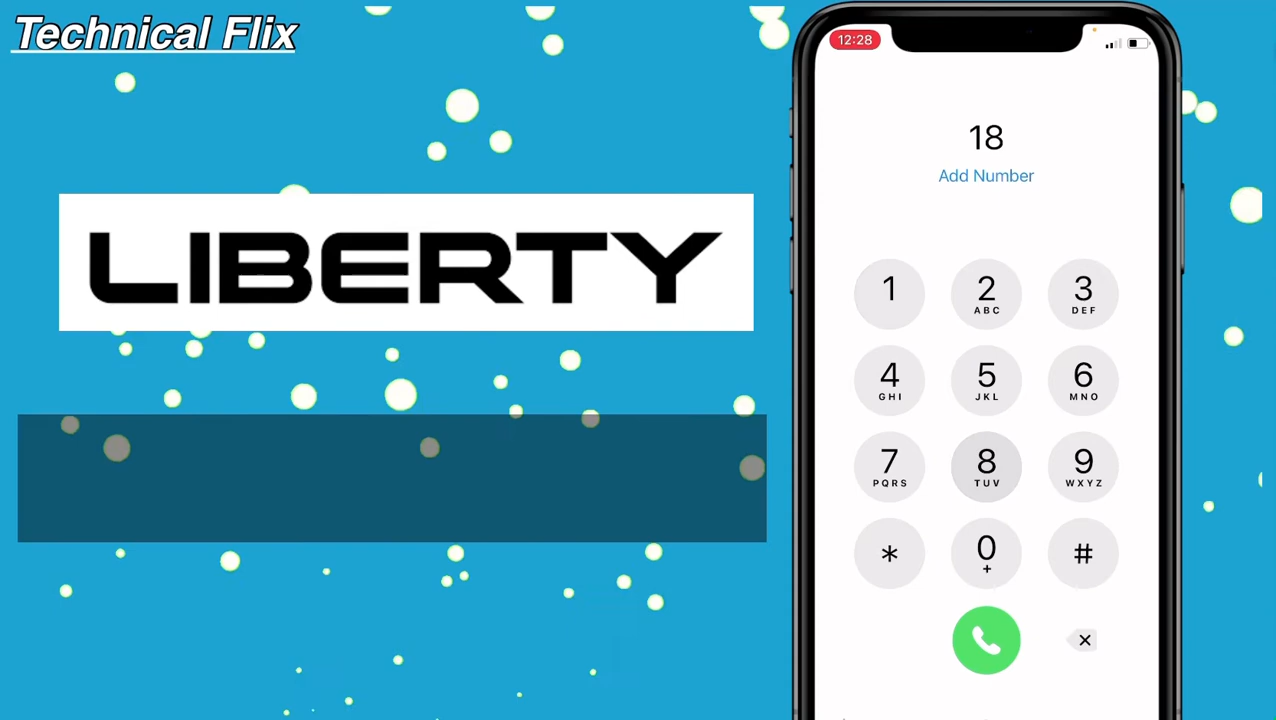 Technical Flix
LIBERTY
12:28
18
Add Number
1
2
ABC
3
DEF
4
GHI
5
JKL
6
MNO
7
PQRS
8
TUV
9
WXYZ
*
0
+
#